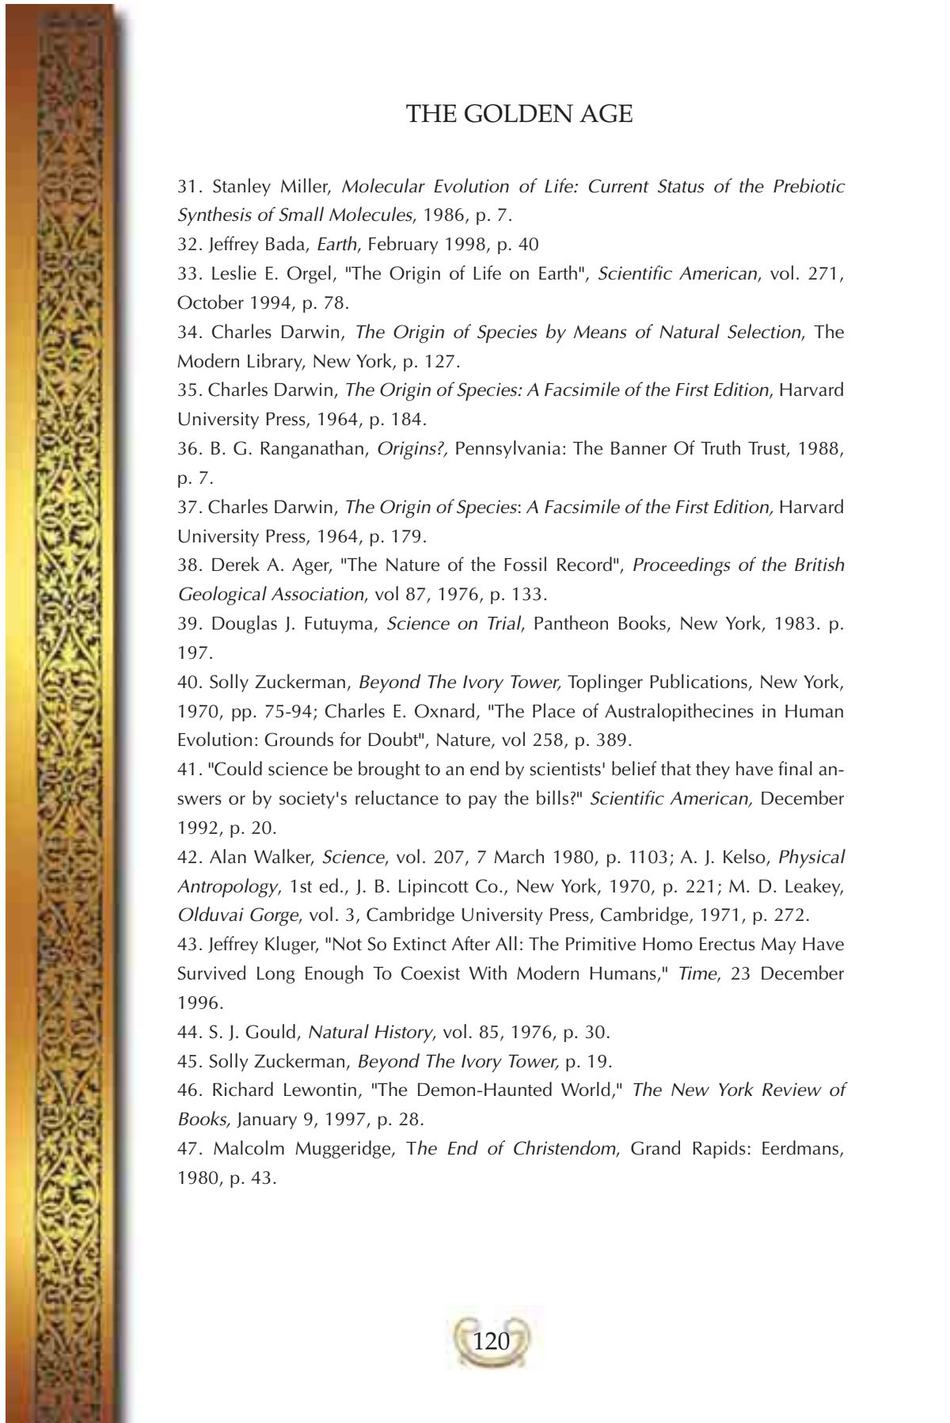 THE GOLDEN AGE
31. Stanley Miller, Molecular Evolution of Life: Current Status of the Prebiotic
Synthesis of Small Molecules, 1986, p. 7.
32. Jeffrey Bada, Earth, February 1998, p. 40
33. Leslie E. Orgel, "The Origin of Life on Earth", Scientific American, vol. 271,
October 1994, p. 78.
34. Charles Darwin, The Origin of Species by Means of Natural Selection, The
Modern Library, New York, p. 127.
35. Charles Darwin, The Origin of Species: A Facsimile of the First Edition, Harvard
University Press, 1964, p. 184.
36. B. G. Ranganathan, Origins?, Pennsylvania: The Banner Of Truth Trust, 1988,
p. 7.
37. Charles Darwin, The Origin of Species: A Facsimile of the First Edition, Harvard
University Press, 1964, p. 179.
38. Derek A. Ager, "The Nature of the Fossil Record", Proceedings of the British
Geological Association, vol 87, 1976, p. 133.
39. Douglas J. Futuyma, Science on Trial, Pantheon Books, New York, 1983. p.
197.
40. Solly Zuckerman, Beyond The Ivory Tower, Toplinger Publications, New York,
1970, pp. 75-94; Charles E. Oxnard, "The Place of Australopithecines in Human
Evolution: Grounds for Doubt", Nature, vol 258, p. 389.
41. "Could science be brought to an end by scientists' belief that they have final an-
swers or by society's reluctance to pay the bills?" Scientific American, December
1992, p. 20.
42. Alan Walker, Science, vol. 207, 7 March 1980, p. 1103; A. J. Kelso, Physical
Antropology, 1st ed., J. B. Lipincott Co., New York, 1970, p. 221; M. D. Leakey,
Olduvai Gorge, vol. 3, Cambridge University Press, Cambridge, 1971, p. 272.
43. Jeffrey Kluger, "Not So Extinct After All: The Primitive Homo Erectus May Have
Survived Long Enough To Coexist With Modern Humans," Time, 23 December
1996.
44. S. J. Gould, Natural History, vol. 85, 1976, p. 30.
45. Solly Zuckerman, Beyond The Ivory Tower, p. 19.
46. Richard Lewontin, "The Demon-Haunted World," The New York Review of
Books, January 9, 1997, p. 28.
47. Malcolm Muggeridge, The End of Christendom, Grand Rapids: Eerdmans,
1980, p. 43.
120